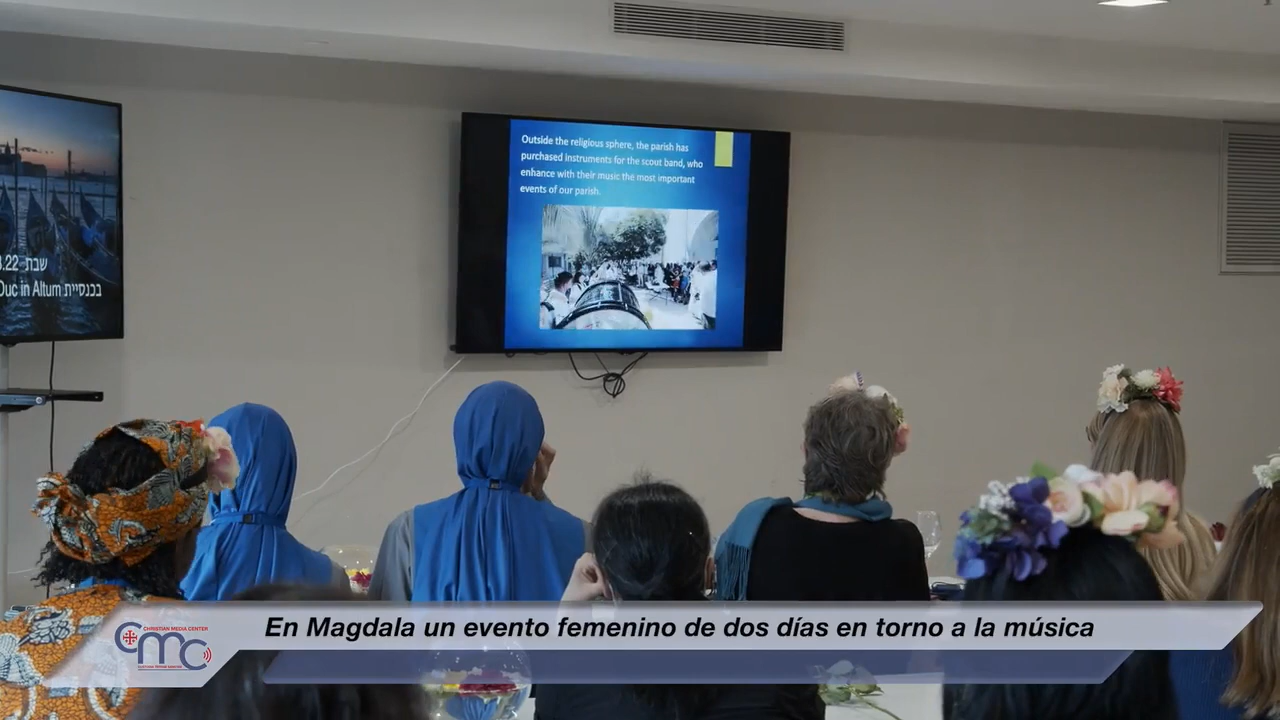 Outside the religious sphere, the parish has
purchased instruments for the scout band, who
enhance with their music the most important
events of our parish.
שבת 3.22
בכנסיית Duc in Altum
CHRISTIAN MEDIA CENTER
CMC
En Magdala un evento femenino de dos días en torno a la música